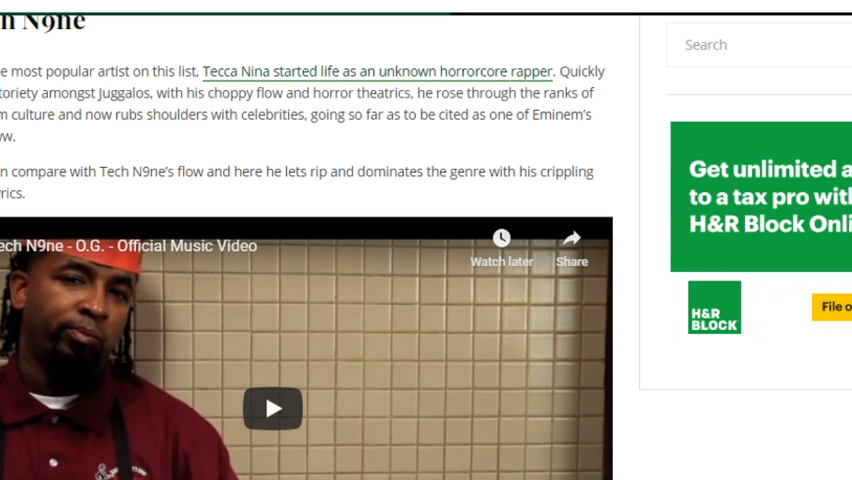 h N9ne
Search
e most popular artist on this list, Tecca Nina started life as an unknown horrorcore rapper. Quickly
toriety amongst Juggalos, with his choppy flow and horror theatrics, he rose through the ranks of
m culture and now rubs shoulders with celebrities, going so far as to be cited as one of Eminem's
w.
n compare with Tech N9ne's flow and here he lets rip and dominates the genre with his crippling
rics.
ech N9ne - O.G. - Official Music Video
Watch later
Share
Get unlimited a
to a tax pro with
H&R Block Onli
H&R
BLOCK
File o